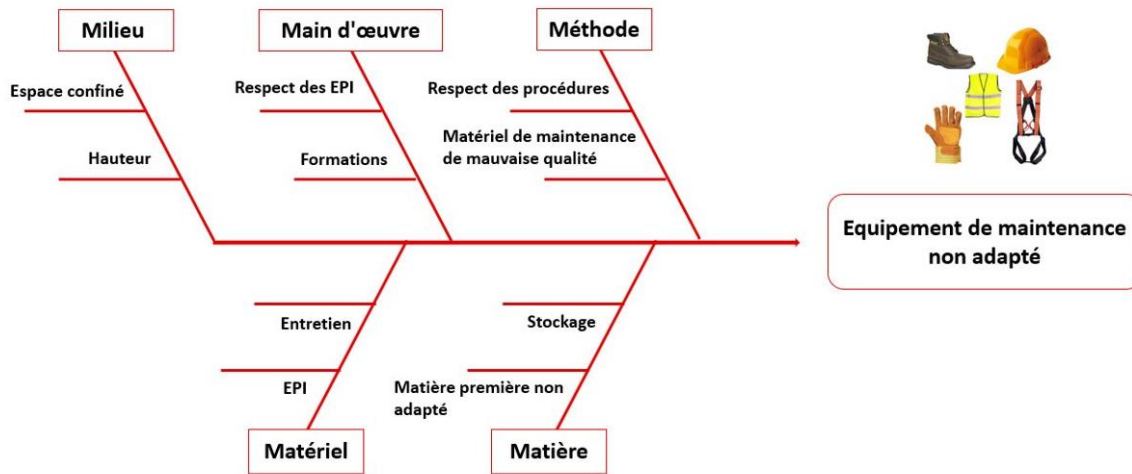 Milieu
Main d'œuvre
Méthode
Espace confiné
Respect des EPI
Respect des procédures
Hauteur
Formations
Matériel de maintenance
de mauvaise qualité
Equipement de maintenance
non adapté
Entretien
Stockage
EPI
Matière première non
adapté
Matériel
Matière